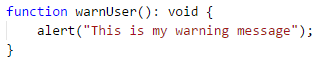 function warnUser(): void {
    alert("This is my warning message");
}